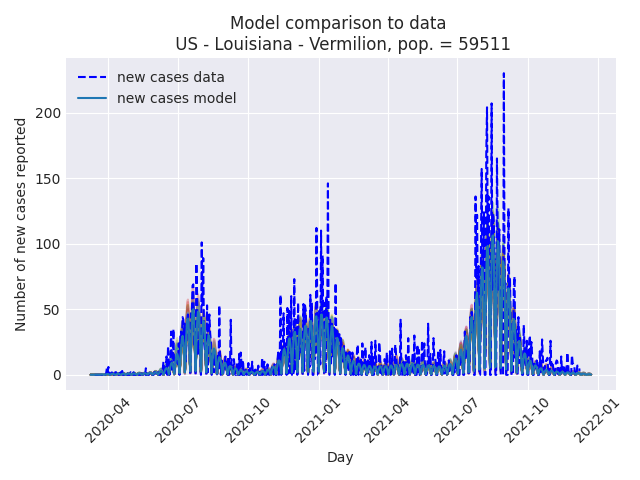 Model comparison to data
US - Louisiana - Vermilion, pop. = 59511
new cases data
new cases model
Number of new cases reported
200
150
100
50
0
2020-04
2020-07
2020-10
2021-01
2021-04
2021-07
2021-10
2022-01
Day